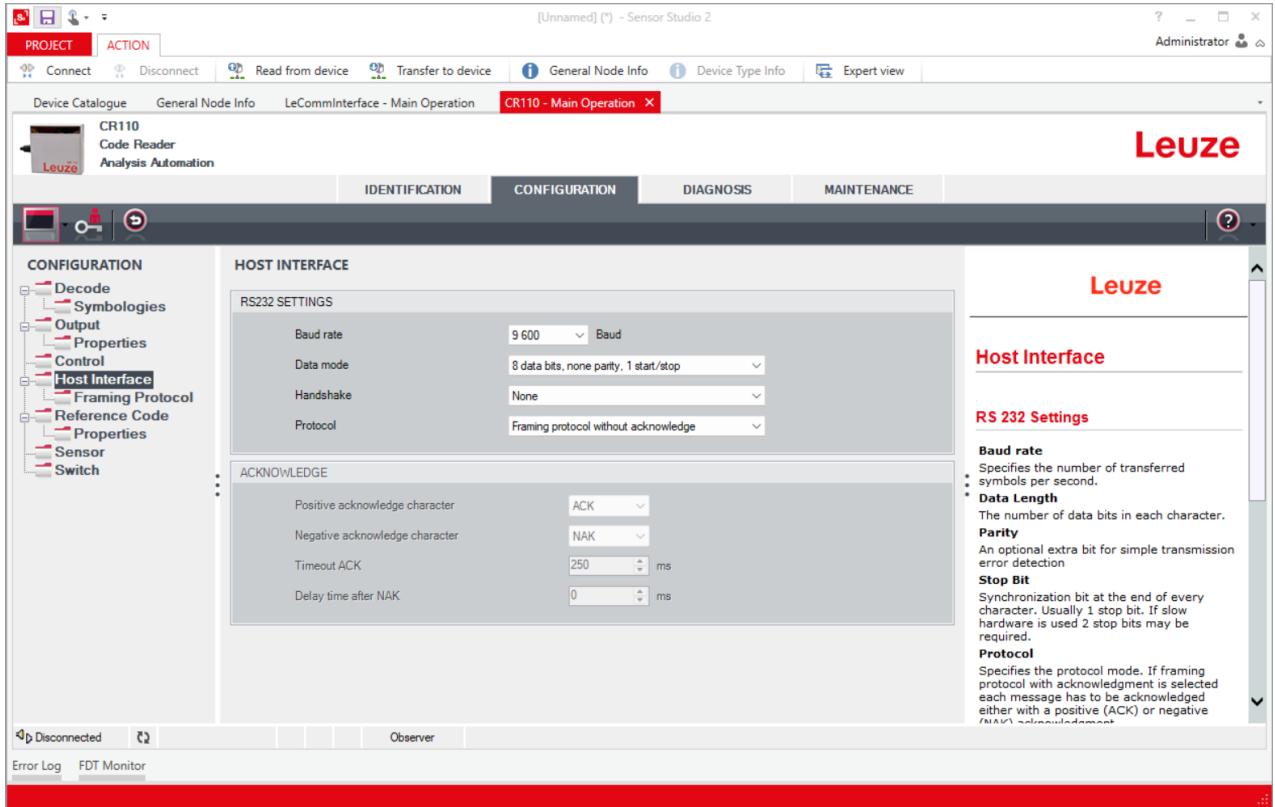 [Unnamed] (*) - Sensor Studio 2
PROJECT ACTION Administrator
Connect Disconnect Read from device Transfer to device General Node Info Device Type Info Expert view
Device Catalogue General Node Info LeCommInterface - Main Operation CR110 - Main Operation
CR110
Code Reader
Analysis Automation
Leuze
Leuze
IDENTIFICATION CONFIGURATION DIAGNOSIS MAINTENANCE
CONFIGURATION
Decode
Symbologies
Output
Properties
Control
Host Interface
Framing Protocol
Reference Code
Properties
Sensor
Switch
HOST INTERFACE
RS232 SETTINGS
Baud rate 9 600 Baud
Data mode 8 data bits, none parity, 1 start/stop
Handshake None
Protocol Framing protocol without acknowledge
ACKNOWLEDGE
Positive acknowledge character ACK
Negative acknowledge character NAK
Timeout ACK 250 ms
Delay time after NAK 0 ms
Leuze
Host Interface
RS 232 Settings
Baud rate
Specifies the number of transferred
symbols per second.
Data Length
The number of data bits in each character.
Parity
An optional extra bit for simple transmission
error detection
Stop Bit
Synchronization bit at the end of every
character. Usually 1 stop bit. If slow
hardware is used 2 stop bits may be
required.
Protocol
Specifies the protocol mode. If framing
protocol with acknowledgment is selected
each message has to be acknowledged
either with a positive (ACK) or negative
(NAK) acknowledgment
Disconnected Observer
Error Log FDT Monitor